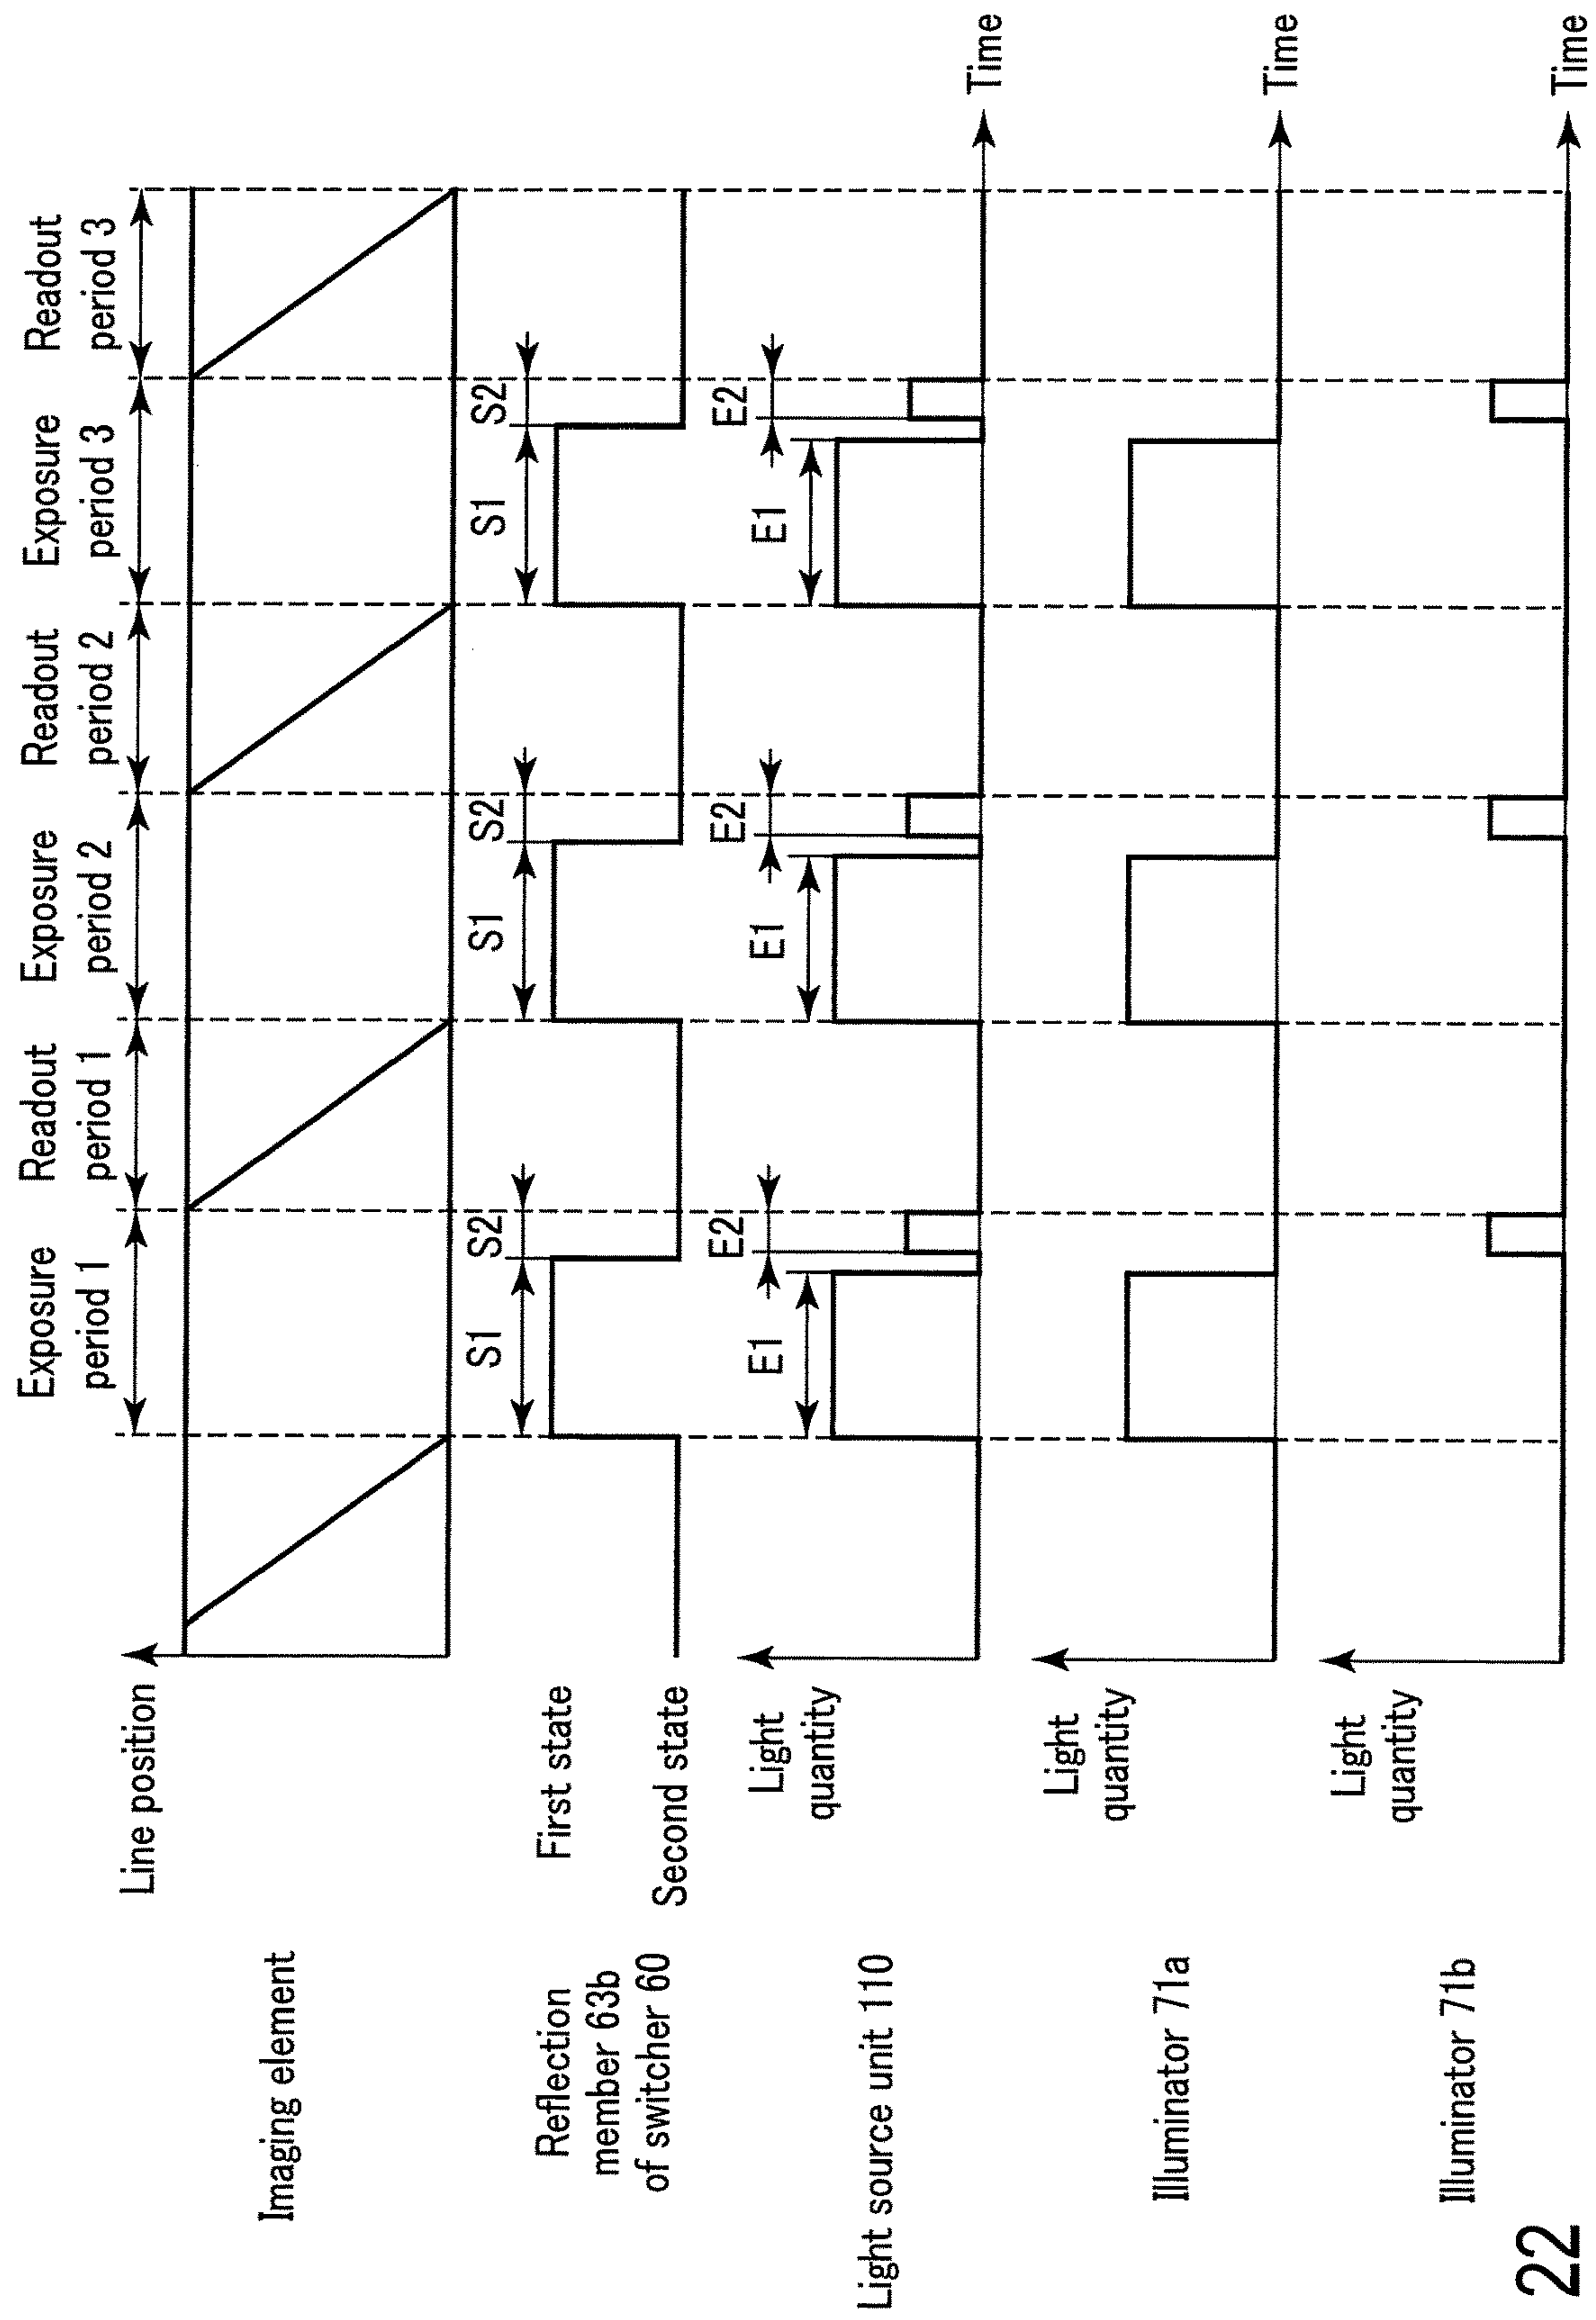 Exposure
period 1
Readout
period 1
Exposure
period 2
Readout
period 2
Exposure
period 3
Readout
period 3
Imaging element
Line position
Reflection
member 63b
of switcher 60
First state
Second state
S1
S2
S1
S2
S1
S2
Light source unit 110
Light
quantity
E1
E2
E1
E2
E1
E2
Time
Illuminator 71a
Light
quantity
Time
Illuminator 71b
Light
quantity
Time
22